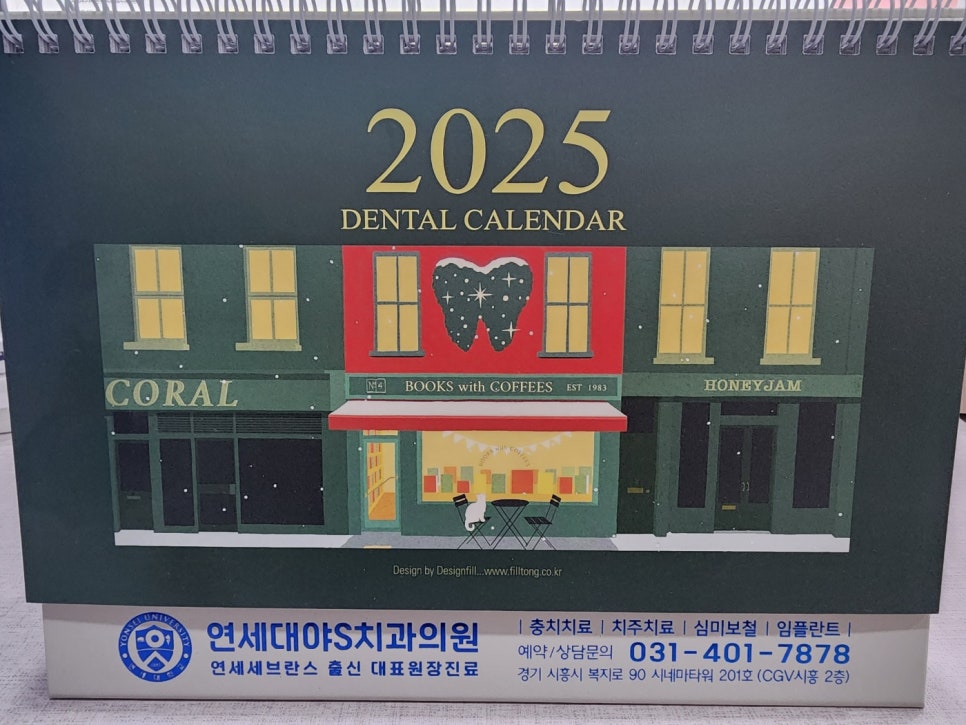 2025
DENTAL CALENDAR
CORAL
No4 BOOKS with COFFEES EST 1983
HONEYJAM
Design by Designfill...www.filltong.co.kr
YONSEI UNIVERSITY
연세대야S치과의원
연세세브란스 출신 대표원장진료
| 충치치료 | 치주치료 | 심미보철 | 임플란트 |
예약/상담문의 031-401-7878
경기 시흥시 복지로 90 시네마타워 201호 (CGV시흥 2층)